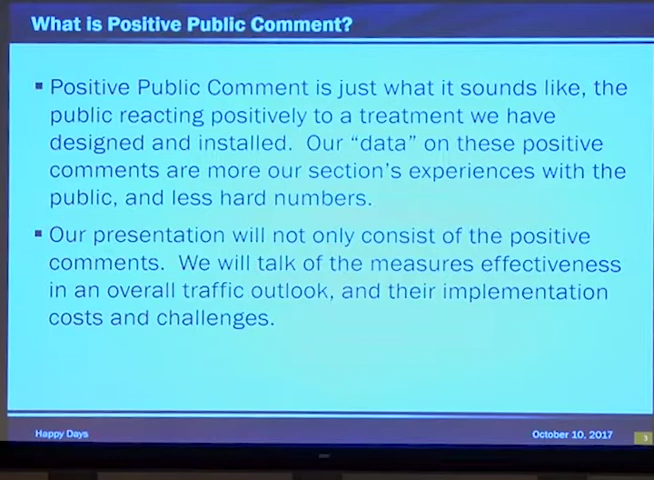 What is Positive Public Comment?
Positive Public Comment is just what it sounds like, the
public reacting positively to a treatment we have
designed and installed. Our “data” on these positive
comments are more our section’s experiences with the
public, and less hard numbers.
Our presentation will not only consist of the positive
comments. We will talk of the measures effectiveness
in an overall traffic outlook, and their implementation
costs and challenges.
Happy Days
October 10, 2017
3